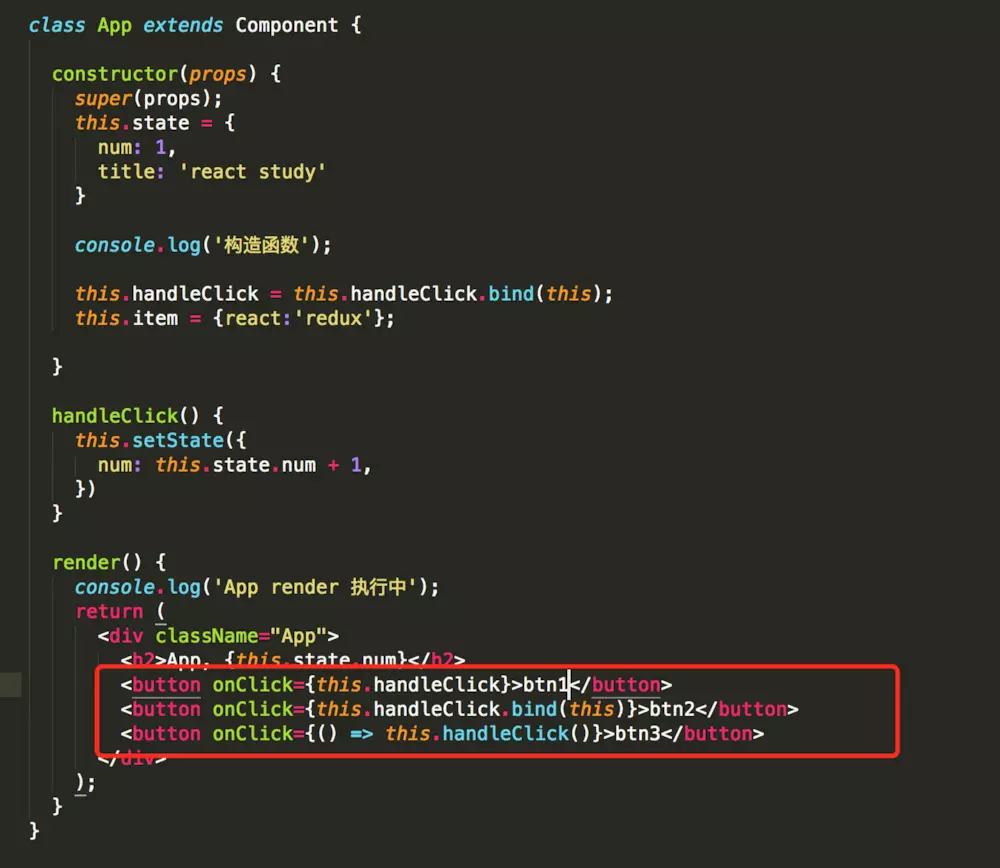 class App extends Component {
constructor(props) {
super(props);
this.state = {
num: 1,
title: 'react study'
}
console.log('构造函数');
this.handleClick = this.handleClick.bind(this);
this.item = {react:'redux'};
}
handleClick() {
this.setState({
num: this.state.num + 1,
})
}
render() {
console.log('App render 执行中');
return (
<div className="App">
<h2>App, {this.state.num}</h2>
<button onClick={this.handleClick}>btn1</button>
<button onClick={this.handleClick.bind(this)}>btn2</button>
<button onClick={() => this.handleClick()}>btn3</button>
</div>
);
}
}